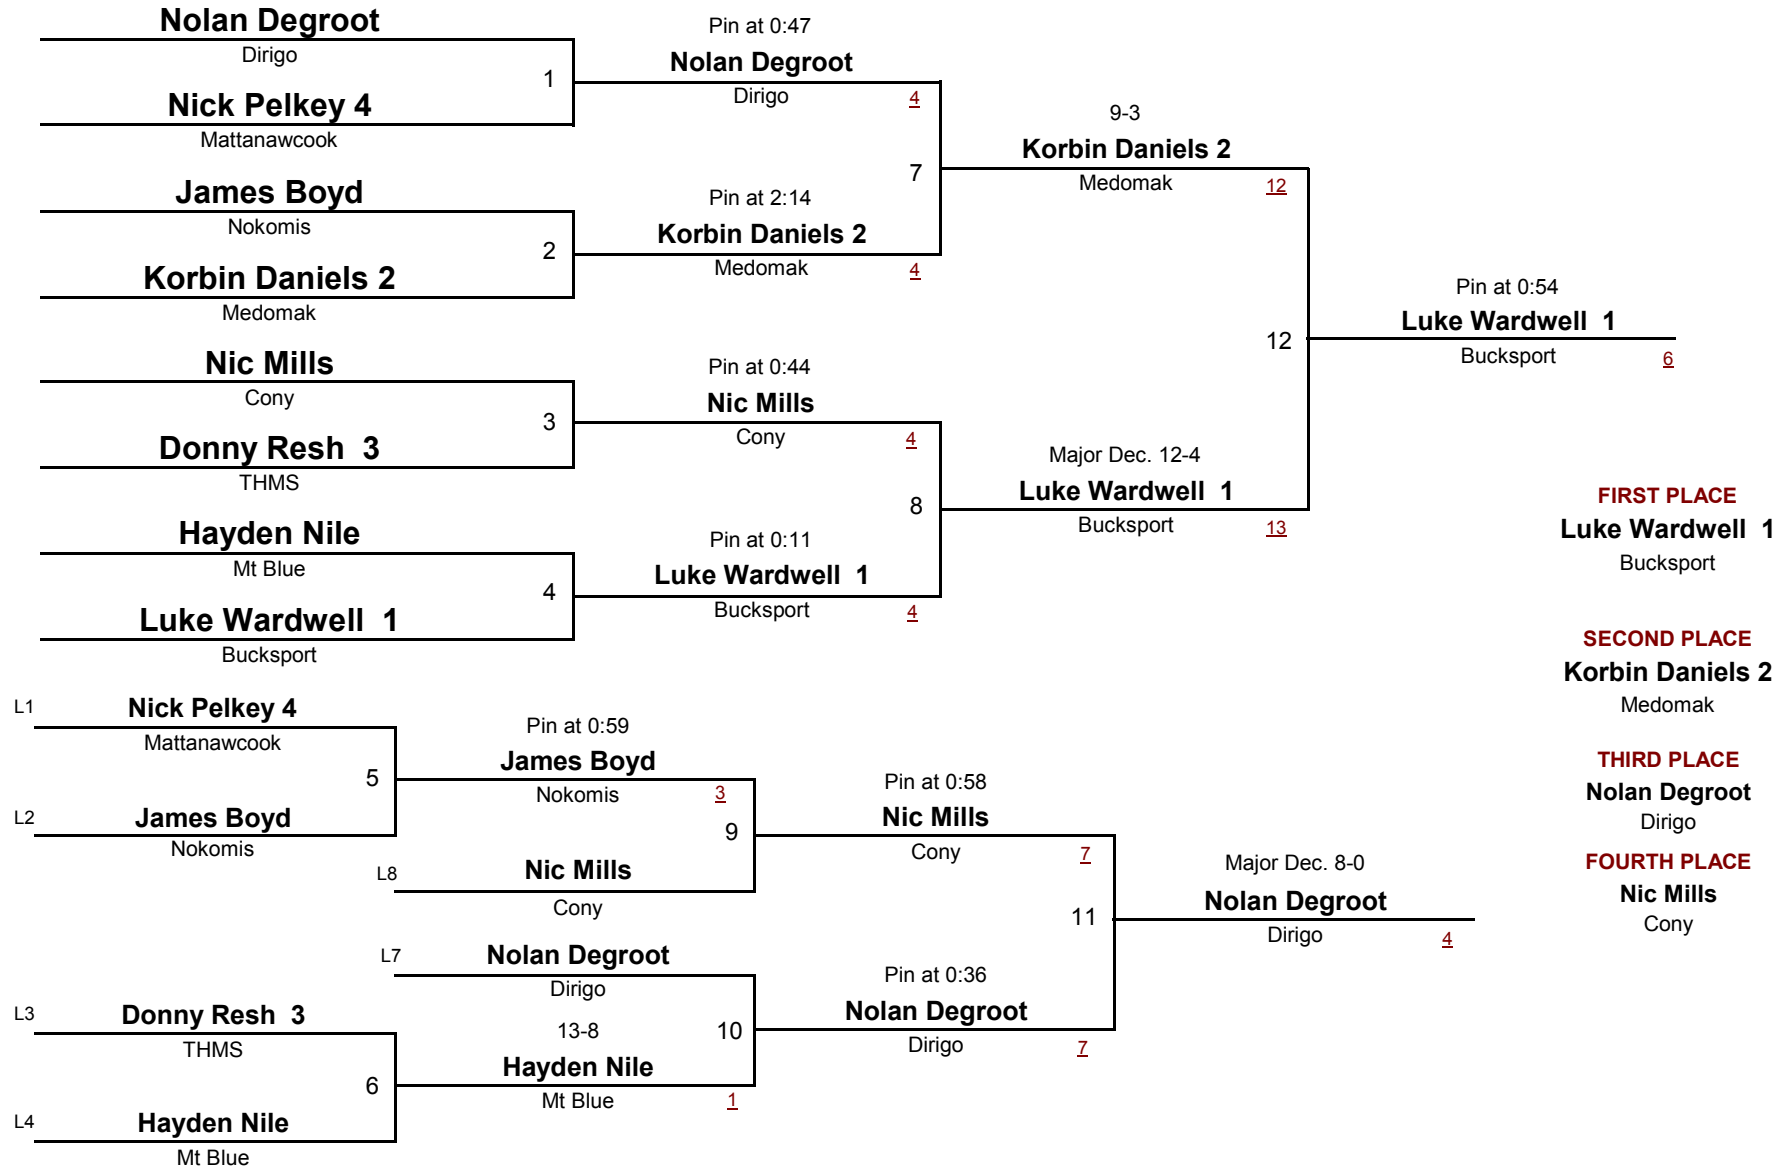 Nolan Degroot
Dirigo
1
Nick Pelkey 4
Mattanawcook
James Boyd
Nokomis
2
Korbin Daniels 2
Medomak
Nic Mills
Cony
3
Donny Resh  3
THMS
Hayden Nile
Mt Blue
4
Luke Wardwell  1
Bucksport
Pin at 0:47
Nolan Degroot
Dirigo
4
7
Pin at 2:14
Korbin Daniels 2
Medomak
4
Pin at 0:44
Nic Mills
Cony
4
8
Pin at 0:11
Luke Wardwell  1
Bucksport
4
9-3
Korbin Daniels 2
Medomak
12
12
Major Dec. 12-4
Luke Wardwell  1
Bucksport
13
Pin at 0:54
Luke Wardwell  1
Bucksport
6
FIRST PLACE
Luke Wardwell  1
Bucksport
SECOND PLACE
Korbin Daniels 2
Medomak
THIRD PLACE
Nolan Degroot
Dirigo
FOURTH PLACE
Nic Mills
Cony
L1
Nick Pelkey 4
Mattanawcook
5
L2
James Boyd
Nokomis
Pin at 0:59
James Boyd
Nokomis
3
9
L8
Nic Mills
Cony
L7
Nolan Degroot
Dirigo
L3
Donny Resh  3
THMS
6
L4
Hayden Nile
Mt Blue
13-8
10
Hayden Nile
Mt Blue
1
Pin at 0:58
Nic Mills
Cony
7
11
Pin at 0:36
Nolan Degroot
Dirigo
7
Major Dec. 8-0
Nolan Degroot
Dirigo
4